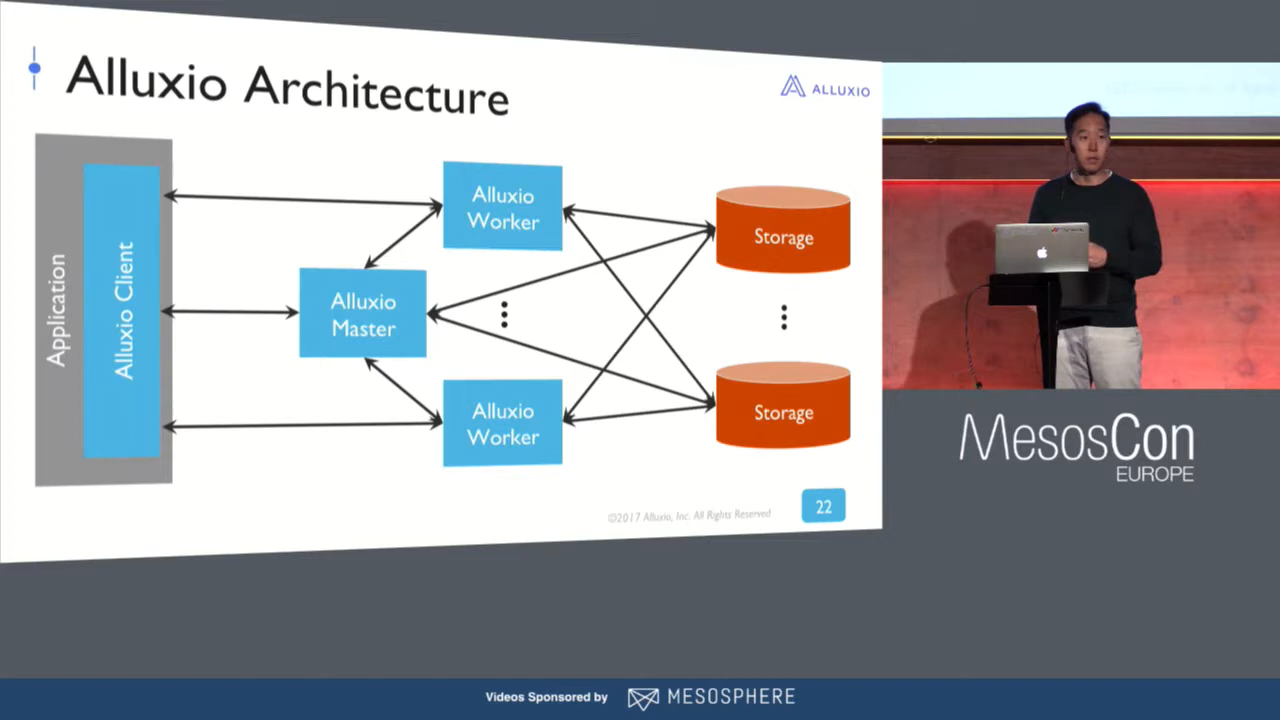 Alluxio Architecture
ALLUXIO
Application
Alluxio Client
Alluxio
Worker
Alluxio
Master
Alluxio
Worker
Storage
Storage
©2017 Alluxio, Inc. All Rights Reserved
22
MesosCon
EUROPE
Videos Sponsored by
MESOSPHERE